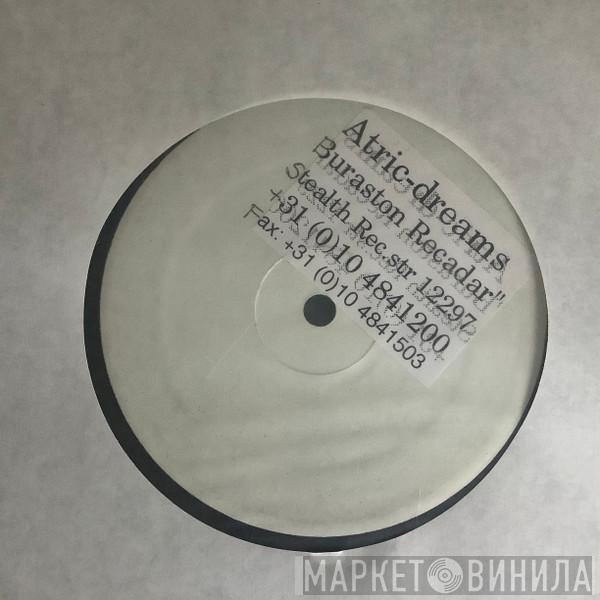 Atric-dreams
Buraston Recadar"
Stealth Rec.str 12297
+31 (0)10 4841200
Fax: +31 (0)10 4841503
МАРКЕТ ВИНИЛА